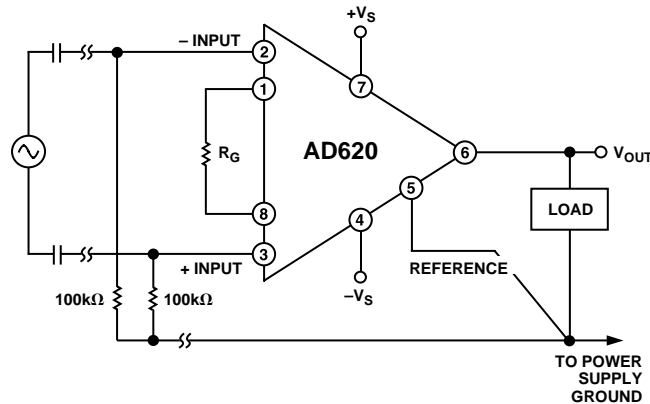 +VS
– INPUT
2
1
7
RG
AD620
6
VOUT
5
8
4
LOAD
3
+ INPUT
REFERENCE
100kΩ
100kΩ
–VS
TO POWER
SUPPLY
GROUND